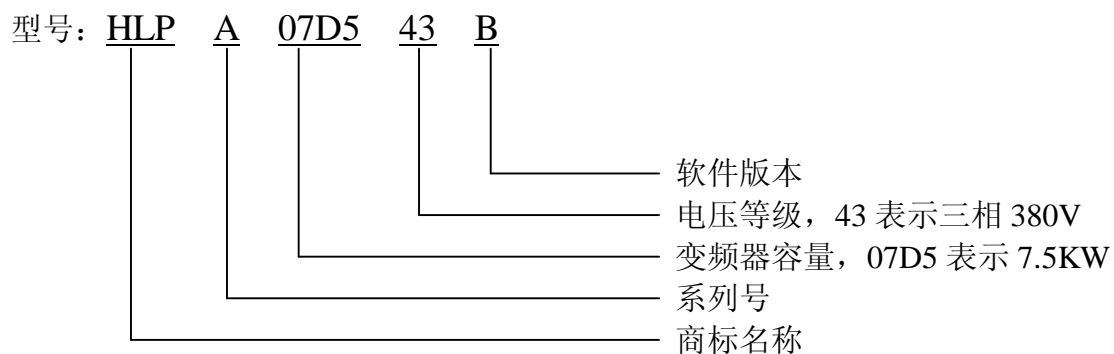 型号：HLP A 07D5 43 B
软件版本
电压等级，43 表示三相 380V
变频器容量，07D5 表示 7.5KW
系列号
商标名称